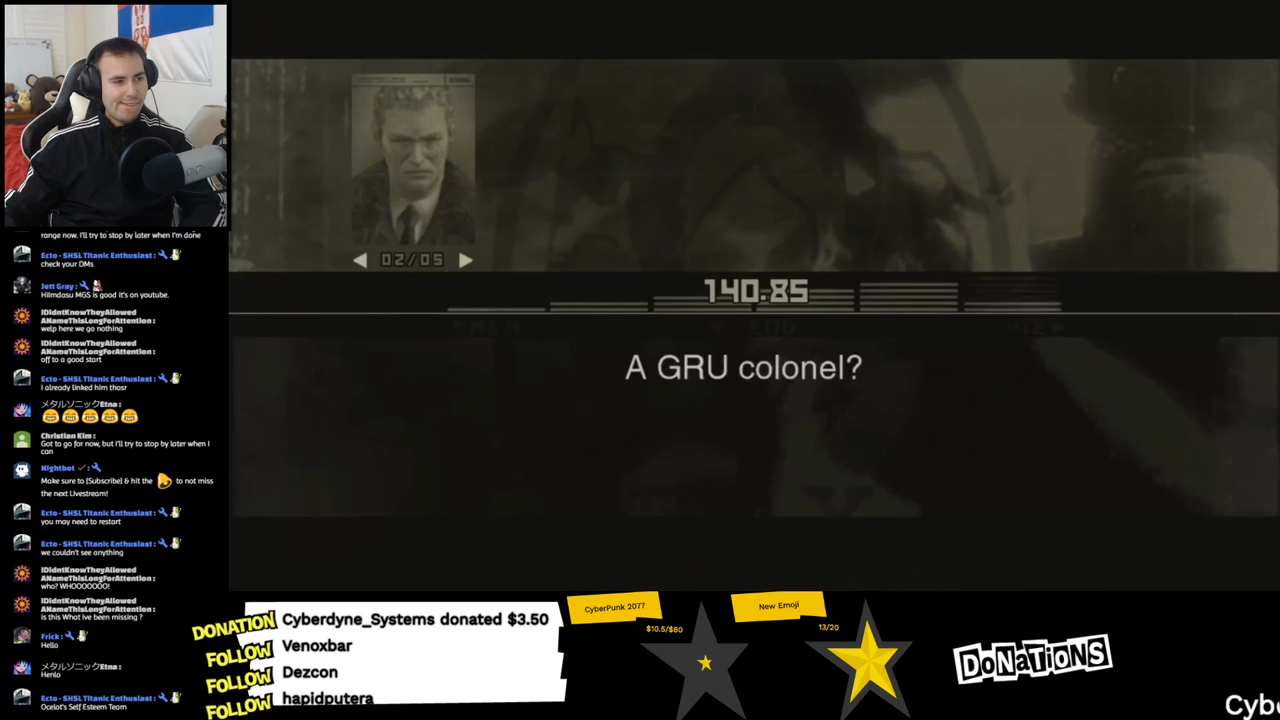 range now. I'll try to stop by later when I'm done
Ecto - SHSL Titanic Enthusiast :
check your DMs
Jett Gray :
HiImdasu MGS is good it's on youtube.
IDidntKnowTheyAllowed
ANameThisLongForAttention :
welp here we go nothing
IDidntKnowTheyAllowed
ANameThisLongForAttention :
off to a good start
Ecto - SHSL Titanic Enthusiast :
I already linked him thasr
メタルソニックEtna :
Christian Kim :
Got to go for now, but I'll try to stop by later when I
can
Nightbot ✓ :
Make sure to [Subscribe] & hit the to not miss
the next Livestream!
Ecto - SHSL Titanic Enthusiast :
you may need to restart
Ecto - SHSL Titanic Enthusiast :
we couldn't see anything
IDidntKnowTheyAllowed
ANameThisLongForAttention :
who? WHOOOOOOO!
IDidntKnowTheyAllowed
ANameThisLongForAttention :
Is this What ive been missing ?
Frick :
Hello
メタルソニックEtna :
Henlo
Ecto - SHSL Titanic Enthusiast :
Ocelot's Self Esteem Team
02/05
140.85
A GRU colonel?
DONATION Cyberdyne_Systems donated $3.50
FOLLOW Venoxbar
FOLLOW Dezcon
FOLLOW hapidputera
CyberPunk 2077
$10.5/$80
New Emoji
13/20
DONATIONS
Cybe